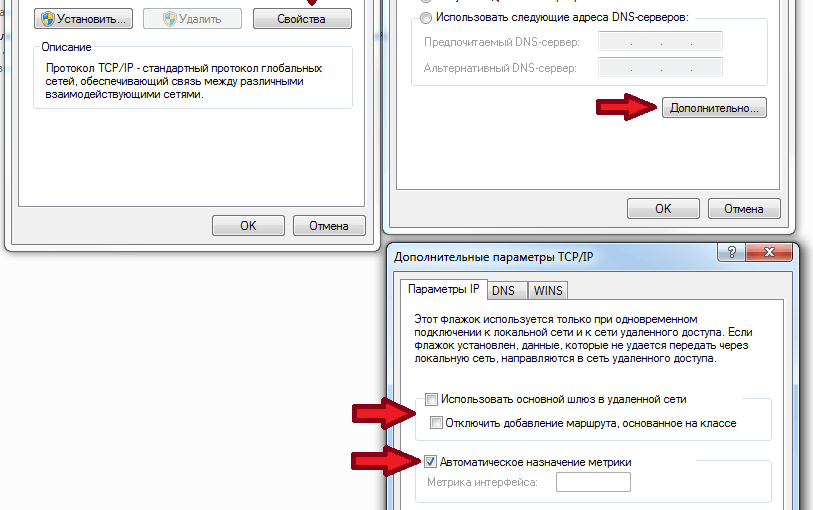 Установить...
Удалить
Свойства
Описание
Протокол TCP/IP - стандартный протокол глобальных
сетей, обеспечивающий связь между различными
взаимодействующими сетями.
OK
Отмена
Использовать следующие адреса DNS-серверов:
Предпочитаемый DNS-сервер:
Альтернативный DNS-сервер:
Дополнительно...
OK
Отмена
Дополнительные параметры TCP/IP
Параметры IP
DNS
WINS
Этот флажок используется только при одновременном
подключении к локальной сети и к сети удаленного доступа. Если
флажок установлен, данные, которые не удается передать через
локальную сеть, направляются в сеть удаленного доступа.
Использовать основной шлюз в удаленной сети
Отключить добавление маршрута, основанное на классе
Автоматическое назначение метрики
Метрика интерфейса: